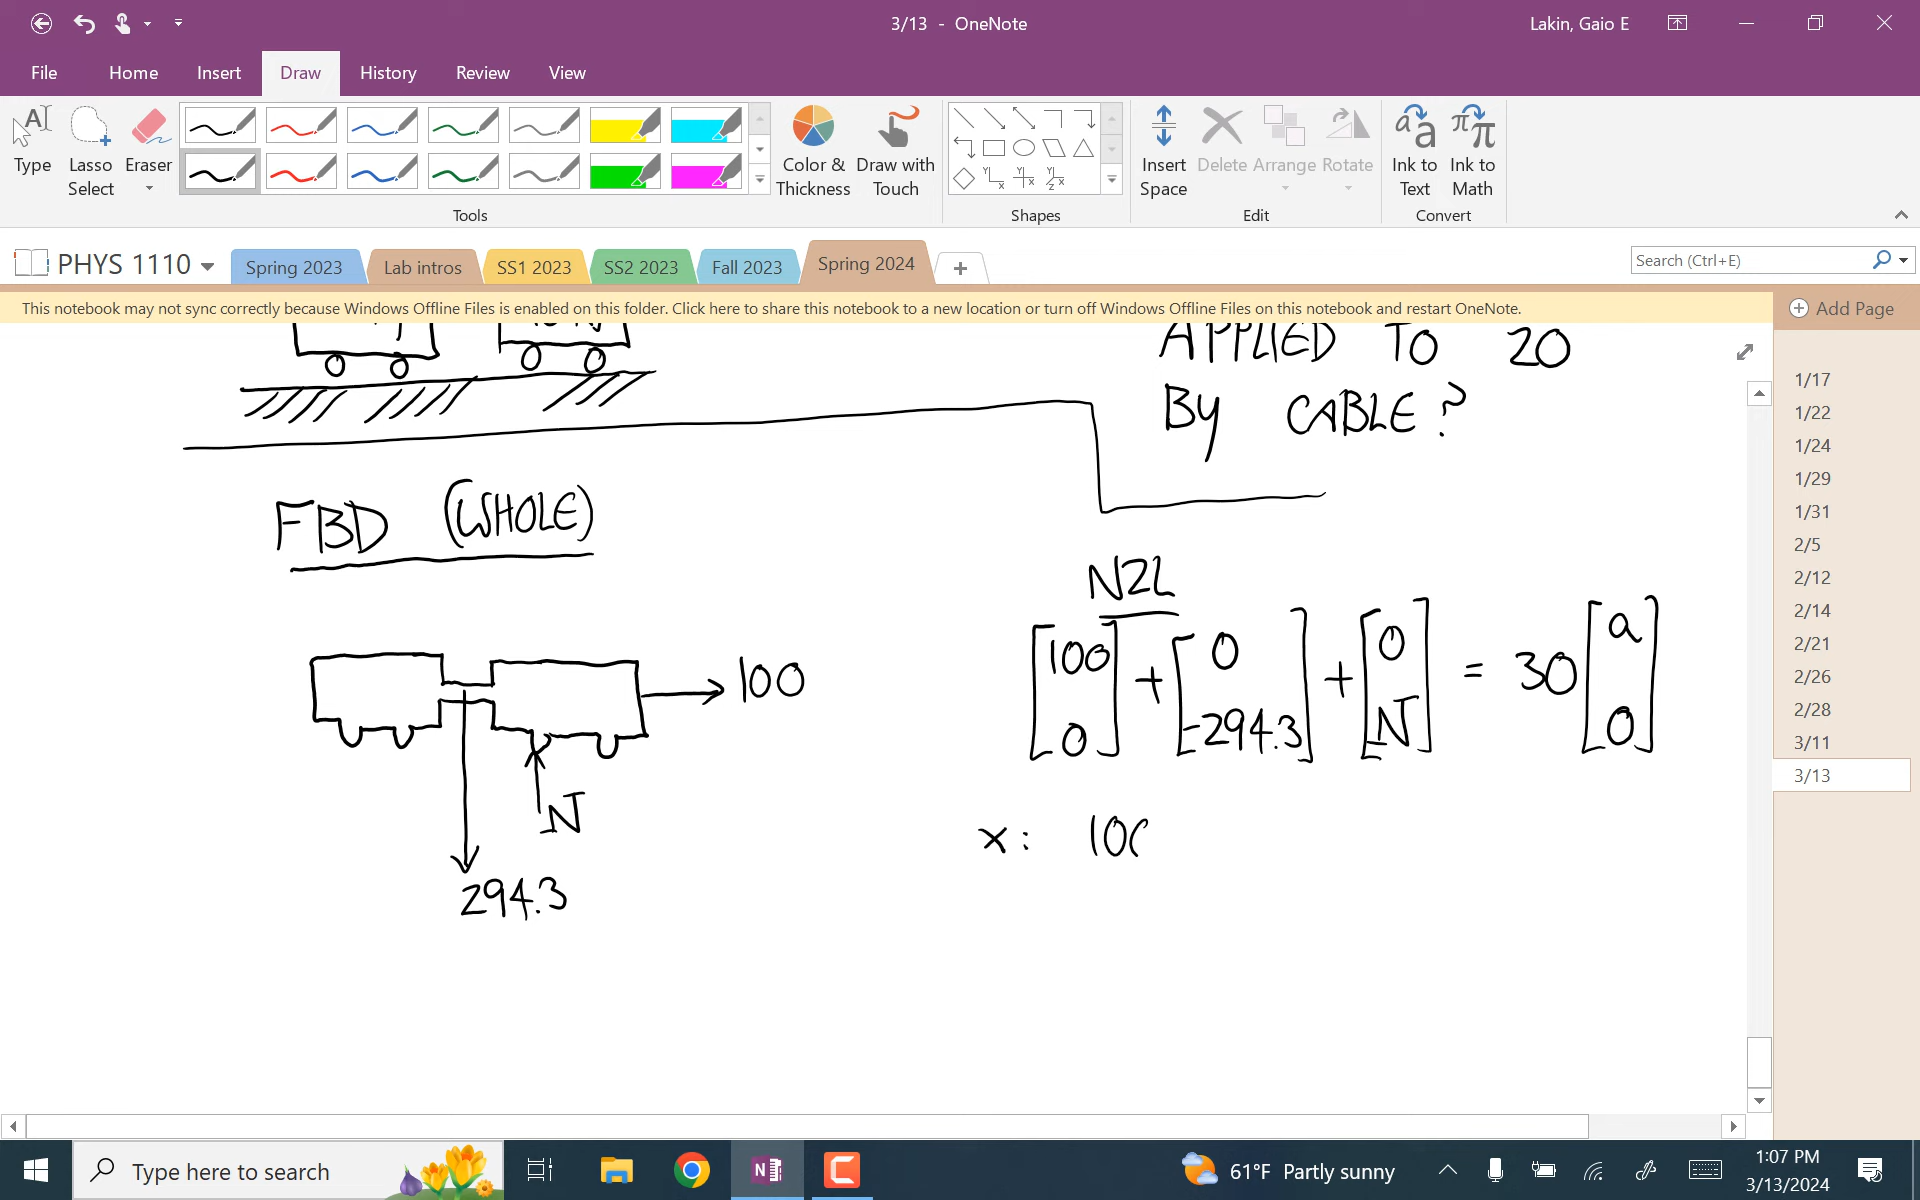 3/13 - OneNote
Lakin, Gaio E
File Home Insert Draw History Review View
Type
Lasso Select
Eraser
Color & Thickness
Draw with Touch
Insert Space
Delete
Arrange
Rotate
Ink to Text
Ink to Math
Tools
Shapes
Edit
Convert
PHYS 1110
Spring 2023
Lab intros
SS1 2023
SS2 2023
Fall 2023
Spring 2024
Search (Ctrl+E)
This notebook may not sync correctly because Windows Offline Files is enabled on this folder. Click here to share this notebook to a new location or turn off Windows Offline Files on this notebook and restart OneNote.
Add Page
1/17
1/22
1/24
1/29
1/31
2/5
2/12
2/14
2/21
2/26
2/28
3/11
3/13
APPLIED TO 20
BY CABLE?
FBD (WHOLE)
100
N
294.3
N2L
[100 0] + [0 -294.3] + [0 N] = 30 [a 0]
x: 100
Type here to search
61°F Partly sunny
1:07 PM
3/13/2024